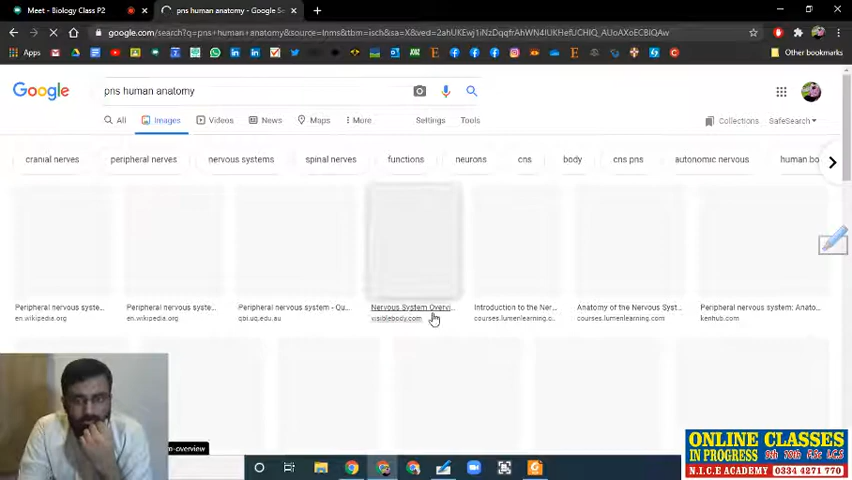 Meet - Biology Class P2
pns human anatomy - Google Se
google.com/search?q=pns+human+anatomy&source=lnms&tbm=isch&sa=X&ved=
Apps
Other bookmarks
Google
pns human anatomy
All
Images
Videos
News
Maps
More
Settings
Tools
Collections
SafeSearch
cranial nerves
peripheral nerves
nervous systems
spinal nerves
functions
neurons
cns
body
cns pns
autonomic nervous
human bo
Peripheral nervous syste...
en.wikipedia.org
Peripheral nervous syste...
en.wikipedia.org
Peripheral nervous system - Qu...
qbi.uq.edu.au
Nervous System Overvi...
visiblebody.com
Introduction to the Ner...
courses.lumenlearning.c...
Anatomy of the Nervous Syst...
courses.lumenlearning.com
Peripheral nervous system: Anato...
kenhub.com
m-overview
ONLINE CLASSES
IN PROGRESS
9th 10th F.Sc I.C.S
N.I.C.E ACADEMY
0334 4271 770